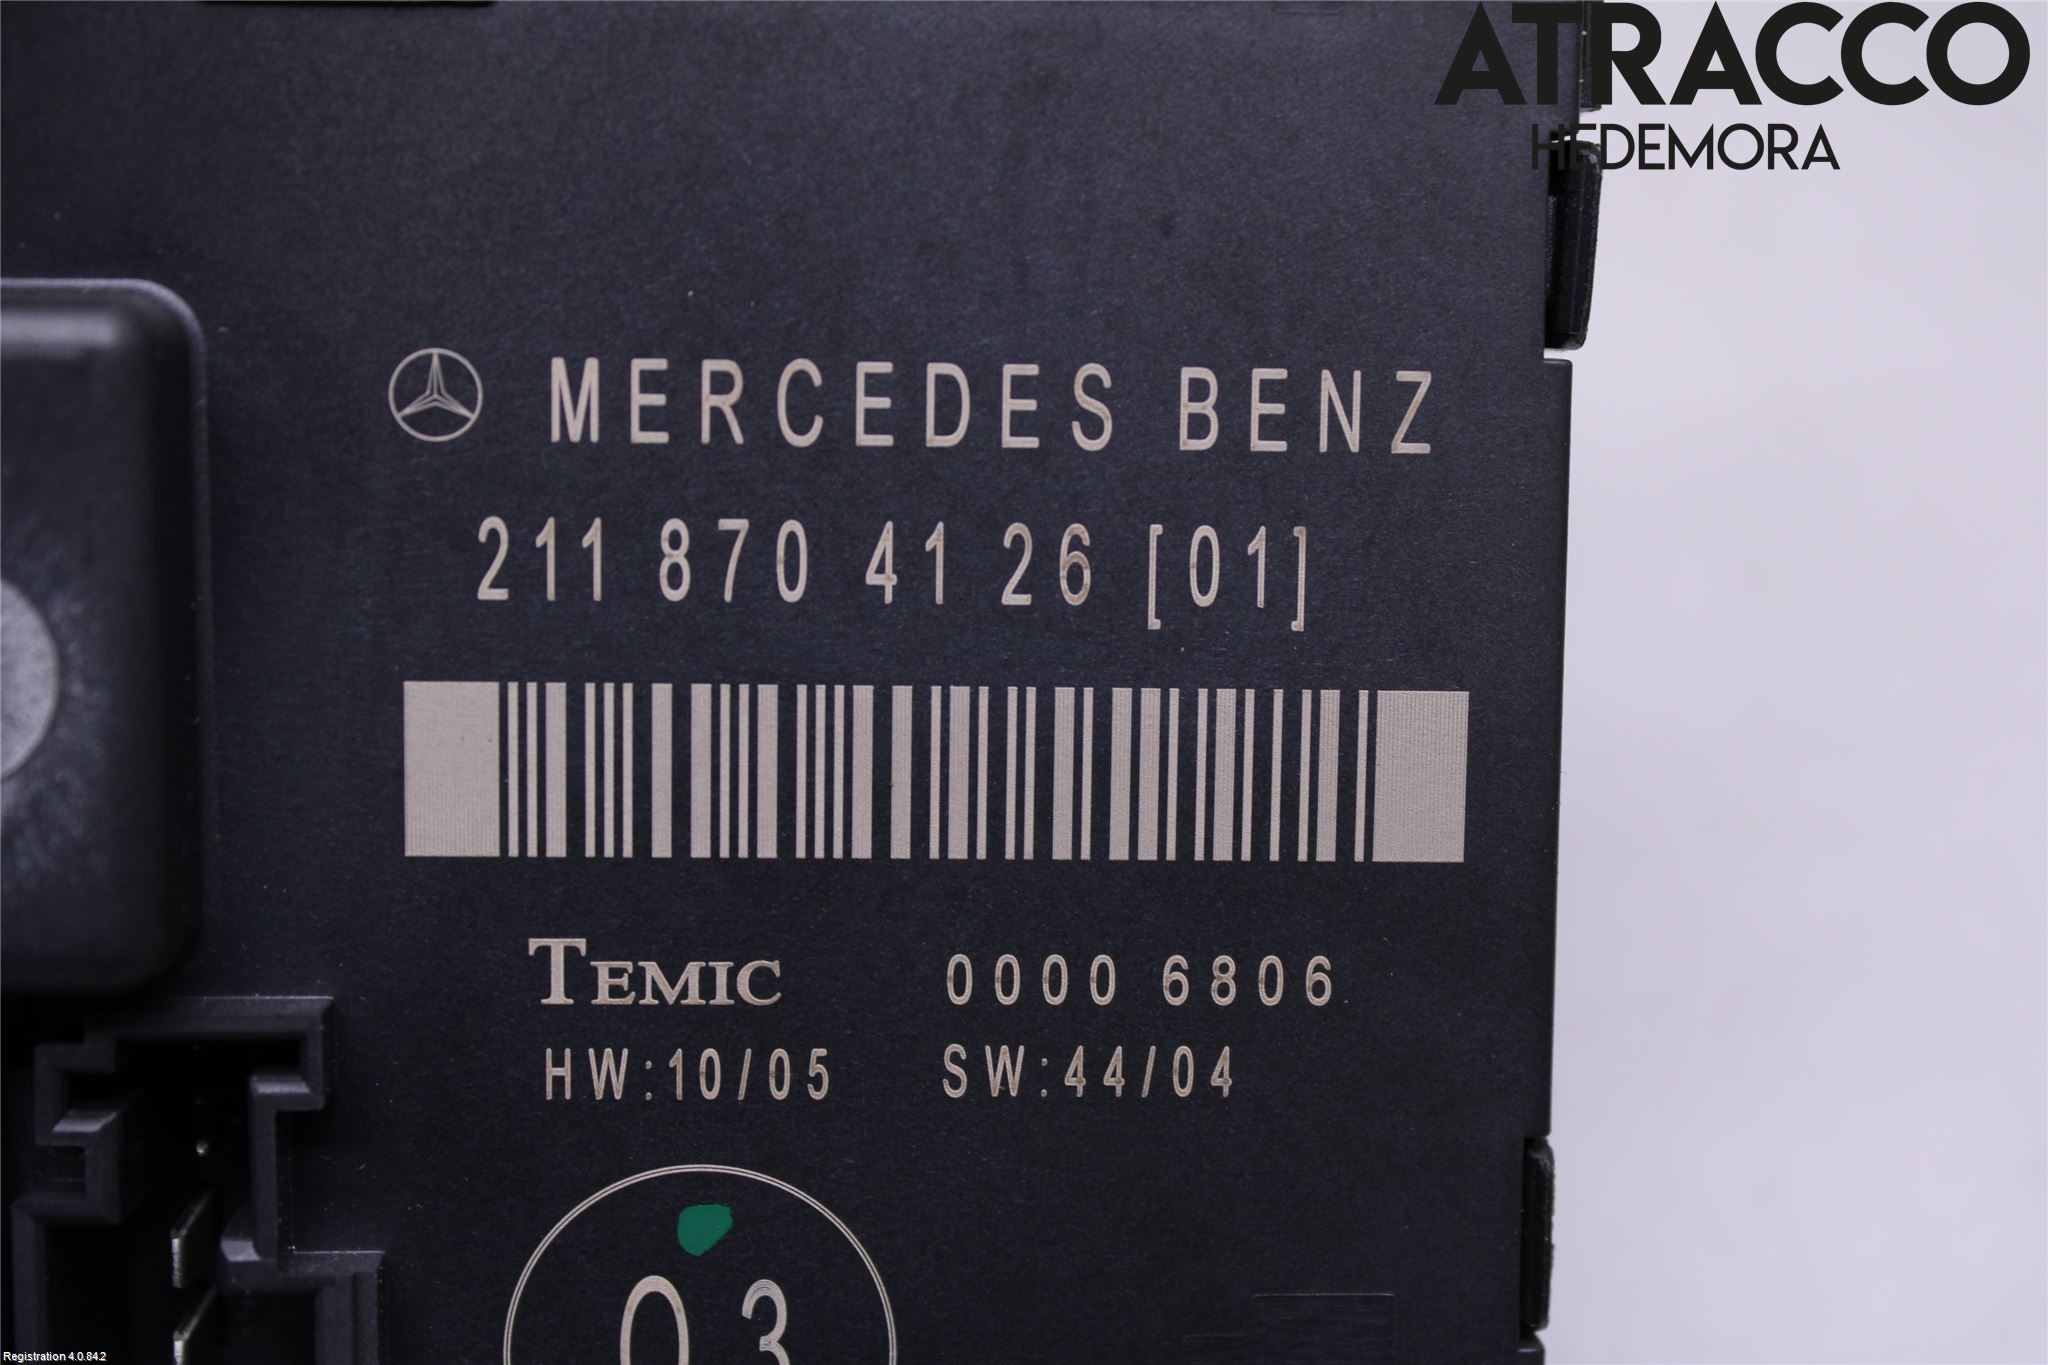 ATRACCO
HEDEMORA
MERCEDES BENZ
211 870 41 26 [01]
TEMIC 0000 6806
HW:10/05 SW:44/04
03
Registration 4.0.84.2